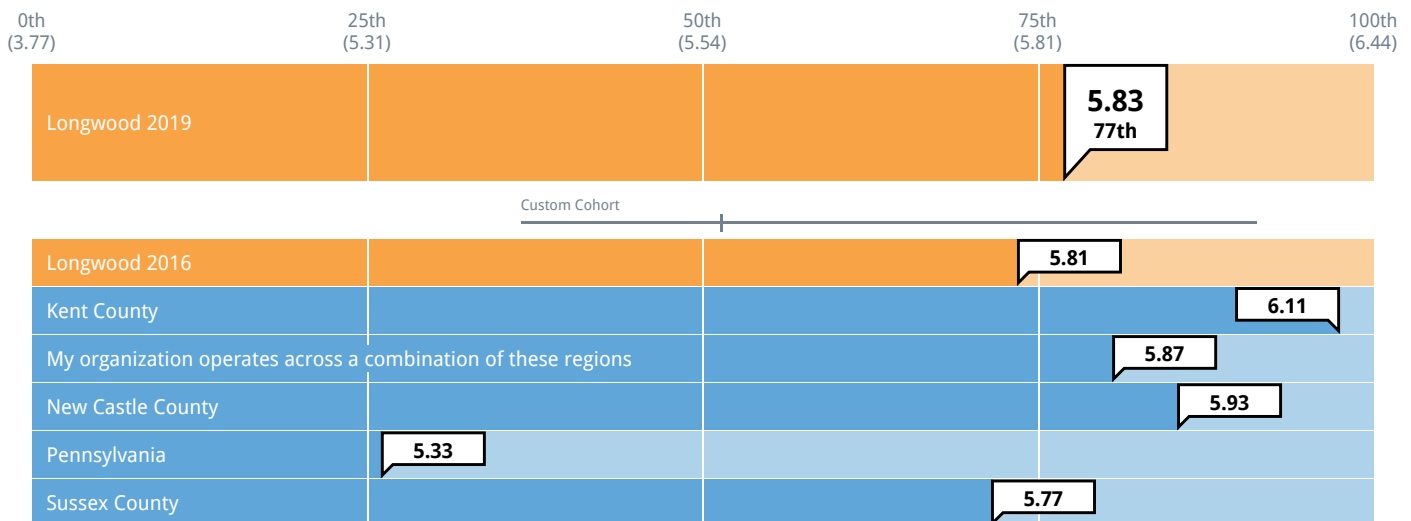 0th 25th 50th 75th 100th
(3.77) (5.31) (5.54) (5.81) (6.44)
Longwood 2019
5.83
77th
Custom Cohort
Longwood 2016 5.81
Kent County 6.11
My organization operates across a combination of these regions 5.87
New Castle County 5.93
Pennsylvania 5.33
Sussex County 5.77